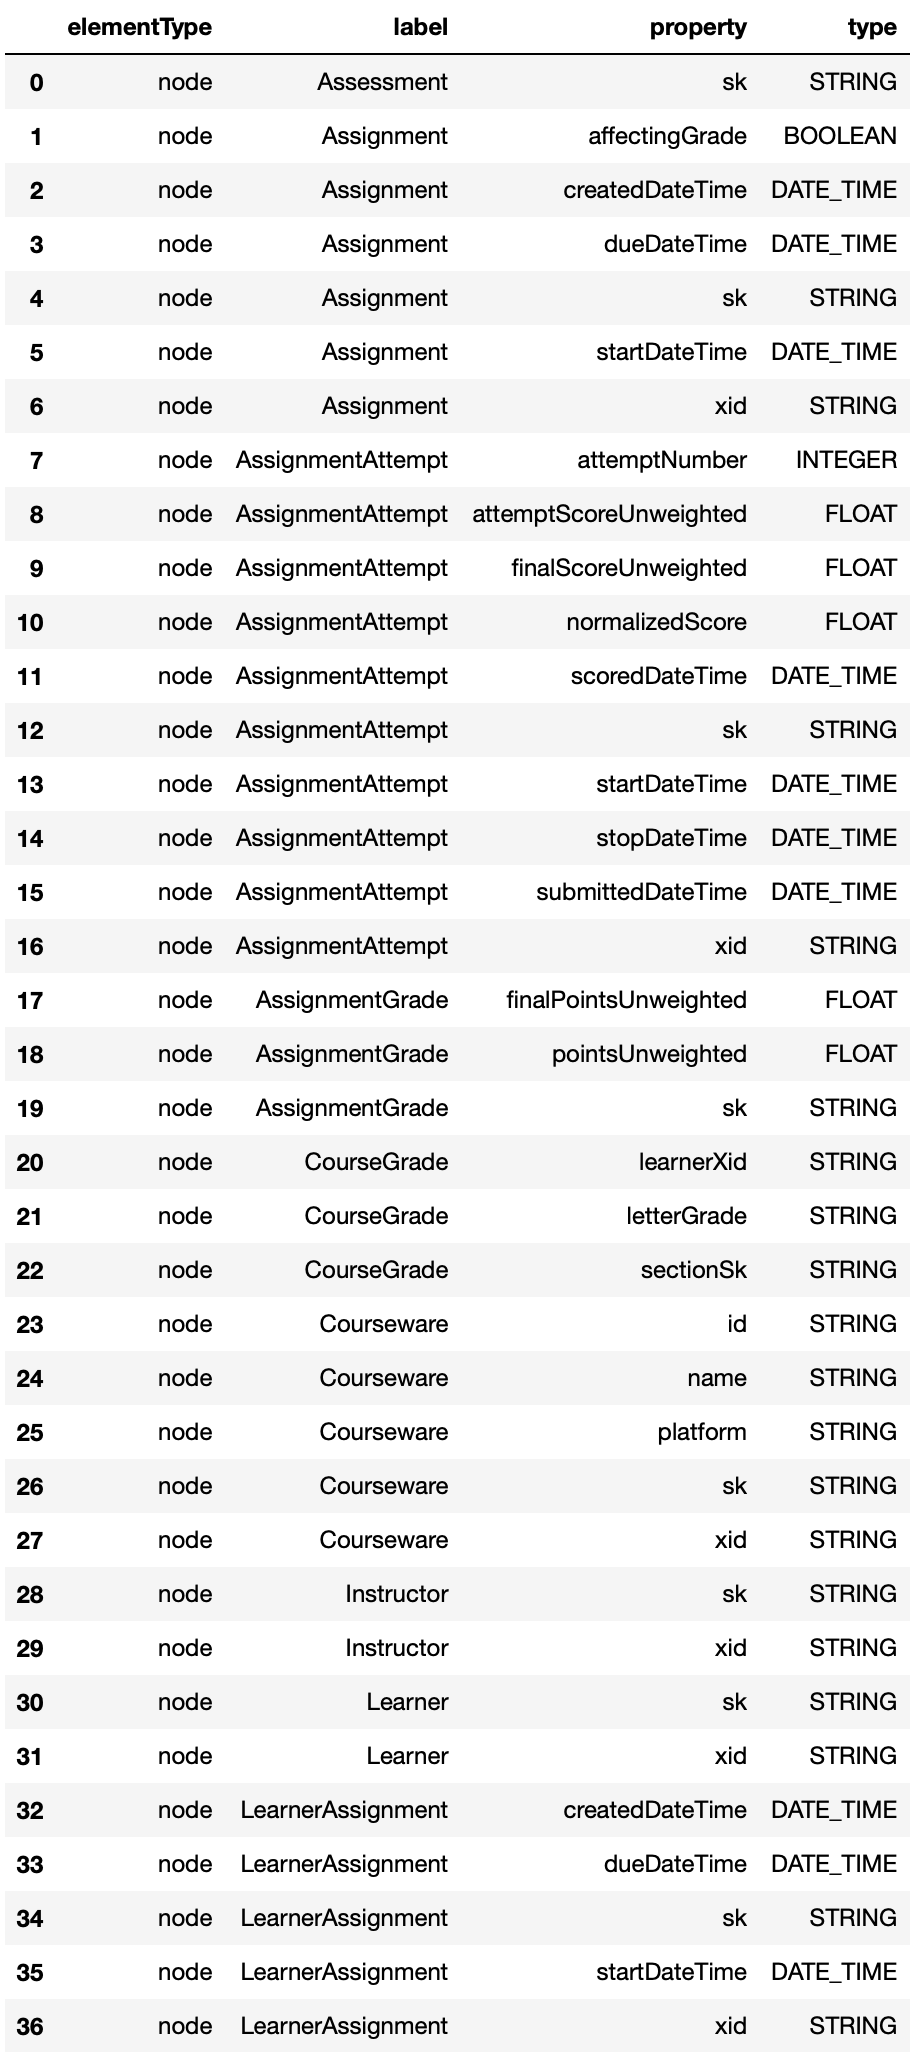 elementType label property type
0 node Assessment sk STRING
1 node Assignment affectingGrade BOOLEAN
2 node Assignment createdDateTime DATE_TIME
3 node Assignment dueDateTime DATE_TIME
4 node Assignment sk STRING
5 node Assignment startDateTime DATE_TIME
6 node Assignment xid STRING
7 node AssignmentAttempt attemptNumber INTEGER
8 node AssignmentAttempt attemptScoreUnweighted FLOAT
9 node AssignmentAttempt finalScoreUnweighted FLOAT
10 node AssignmentAttempt normalizedScore FLOAT
11 node AssignmentAttempt scoredDateTime DATE_TIME
12 node AssignmentAttempt sk STRING
13 node AssignmentAttempt startDateTime DATE_TIME
14 node AssignmentAttempt stopDateTime DATE_TIME
15 node AssignmentAttempt submittedDateTime DATE_TIME
16 node AssignmentAttempt xid STRING
17 node AssignmentGrade finalPointsUnweighted FLOAT
18 node AssignmentGrade pointsUnweighted FLOAT
19 node AssignmentGrade sk STRING
20 node CourseGrade learnerXid STRING
21 node CourseGrade letterGrade STRING
22 node CourseGrade sectionSk STRING
23 node Courseware id STRING
24 node Courseware name STRING
25 node Courseware platform STRING
26 node Courseware sk STRING
27 node Courseware xid STRING
28 node Instructor sk STRING
29 node Instructor xid STRING
30 node Learner sk STRING
31 node Learner xid STRING
32 node LearnerAssignment createdDateTime DATE_TIME
33 node LearnerAssignment dueDateTime DATE_TIME
34 node LearnerAssignment sk STRING
35 node LearnerAssignment startDateTime DATE_TIME
36 node LearnerAssignment xid STRING